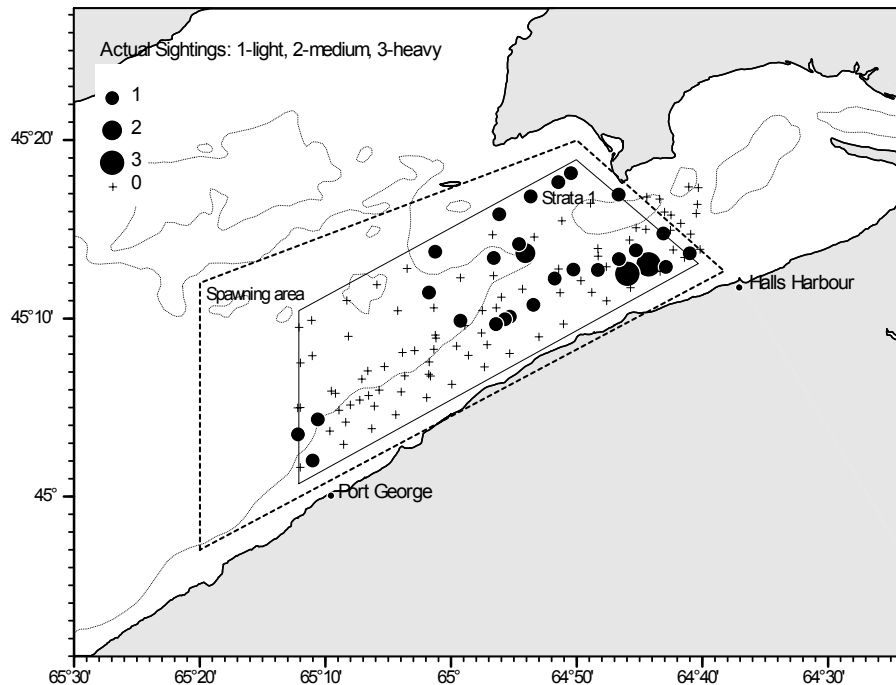 Actual Sightings: 1-light, 2-medium, 3-heavy
1
2
3
0
45°20'
45°10'
45°
Strata 1
Spawning area
Halls Harbour
Port George
65°30'
65°20'
65°10'
65°
64°50'
64°40'
64°30'